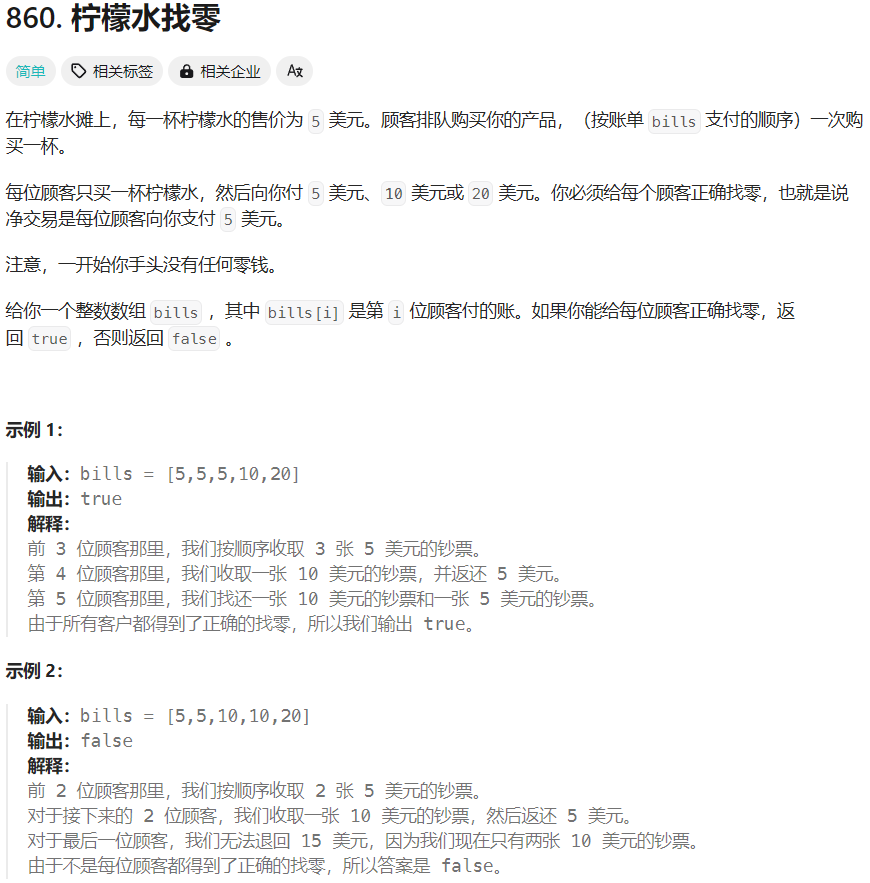 860. 柠檬水找零
简单 相关标签 相关企业 Aあ
在柠檬水摊上，每一杯柠檬水的售价为 5 美元。顾客排队购买你的产品，（按账单 bills 支付的顺序）一次购
买一杯。
每位顾客只买一杯柠檬水，然后向你付 5 美元、10 美元或 20 美元。你必须给每个顾客正确找零，也就是说
净交易是每位顾客向你支付 5 美元。
注意，一开始你手头没有任何零钱。
给你一个整数数组 bills ，其中 bills[i] 是第 i 位顾客付的账。如果你能给每位顾客正确找零，返
回 true ，否则返回 false 。
示例 1：
输入：bills = [5,5,5,10,20]
输出：true
解释：
前 3 位顾客那里，我们按顺序收取 3 张 5 美元的钞票。
第 4 位顾客那里，我们收取一张 10 美元的钞票，并返还 5 美元。
第 5 位顾客那里，我们找还一张 10 美元的钞票和一张 5 美元的钞票。
由于所有客户都得到了正确的找零，所以我们输出 true。
示例 2：
输入：bills = [5,5,10,10,20]
输出：false
解释：
前 2 位顾客那里，我们按顺序收取 2 张 5 美元的钞票。
对于接下来的 2 位顾客，我们收取一张 10 美元的钞票，然后返还 5 美元。
对于最后一位顾客，我们无法退回 15 美元，因为我们现在只有两张 10 美元的钞票。
由于不是每位顾客都得到了正确的找零，所以答案是 false。